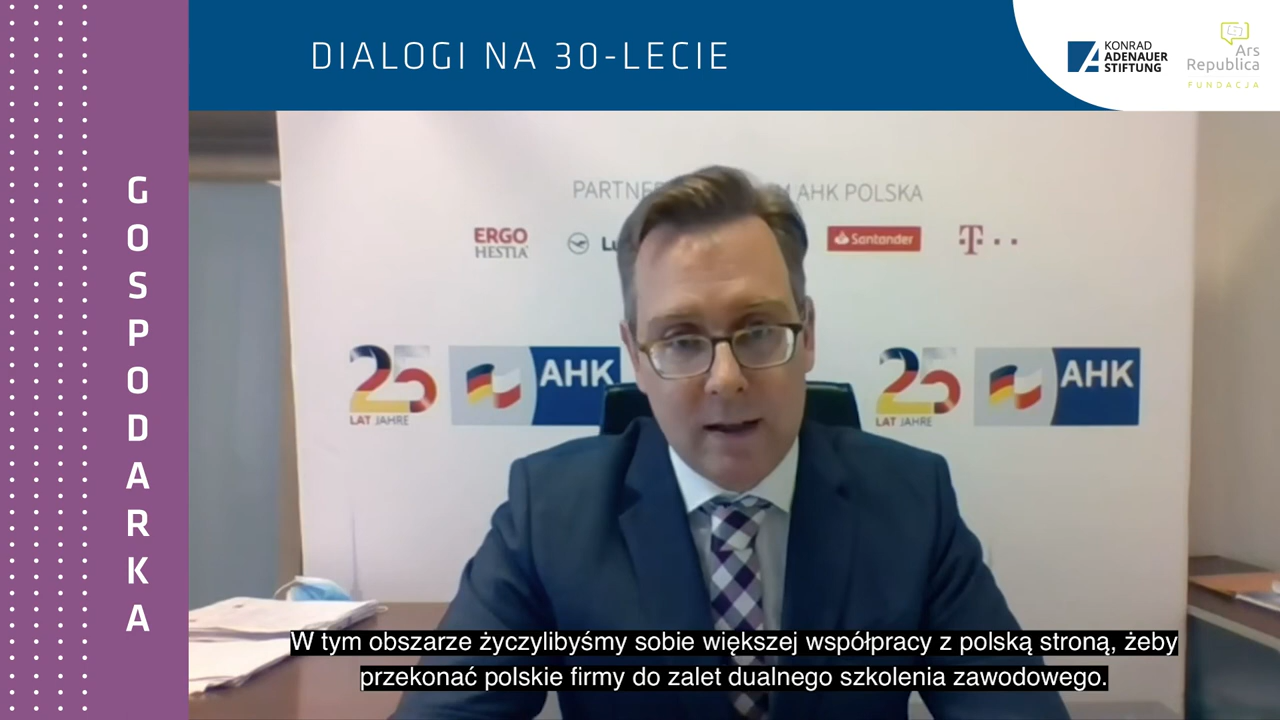 DIALOGI NA 30-LECIE
KONRAD
ADENAUER
STIFTUNG
Ars
Republica
FUNDACJA
GOSPODARKA
AHK POLSKA
ERGO
HESTIA
Santander
T
25
LAT JAHRE
AHK
25
LAT JAHRE
AHK
W tym obszarze życzylibyśmy sobie większej współpracy z polską stroną, żeby
przekonać polskie firmy do zalet dualnego szkolenia zawodowego.